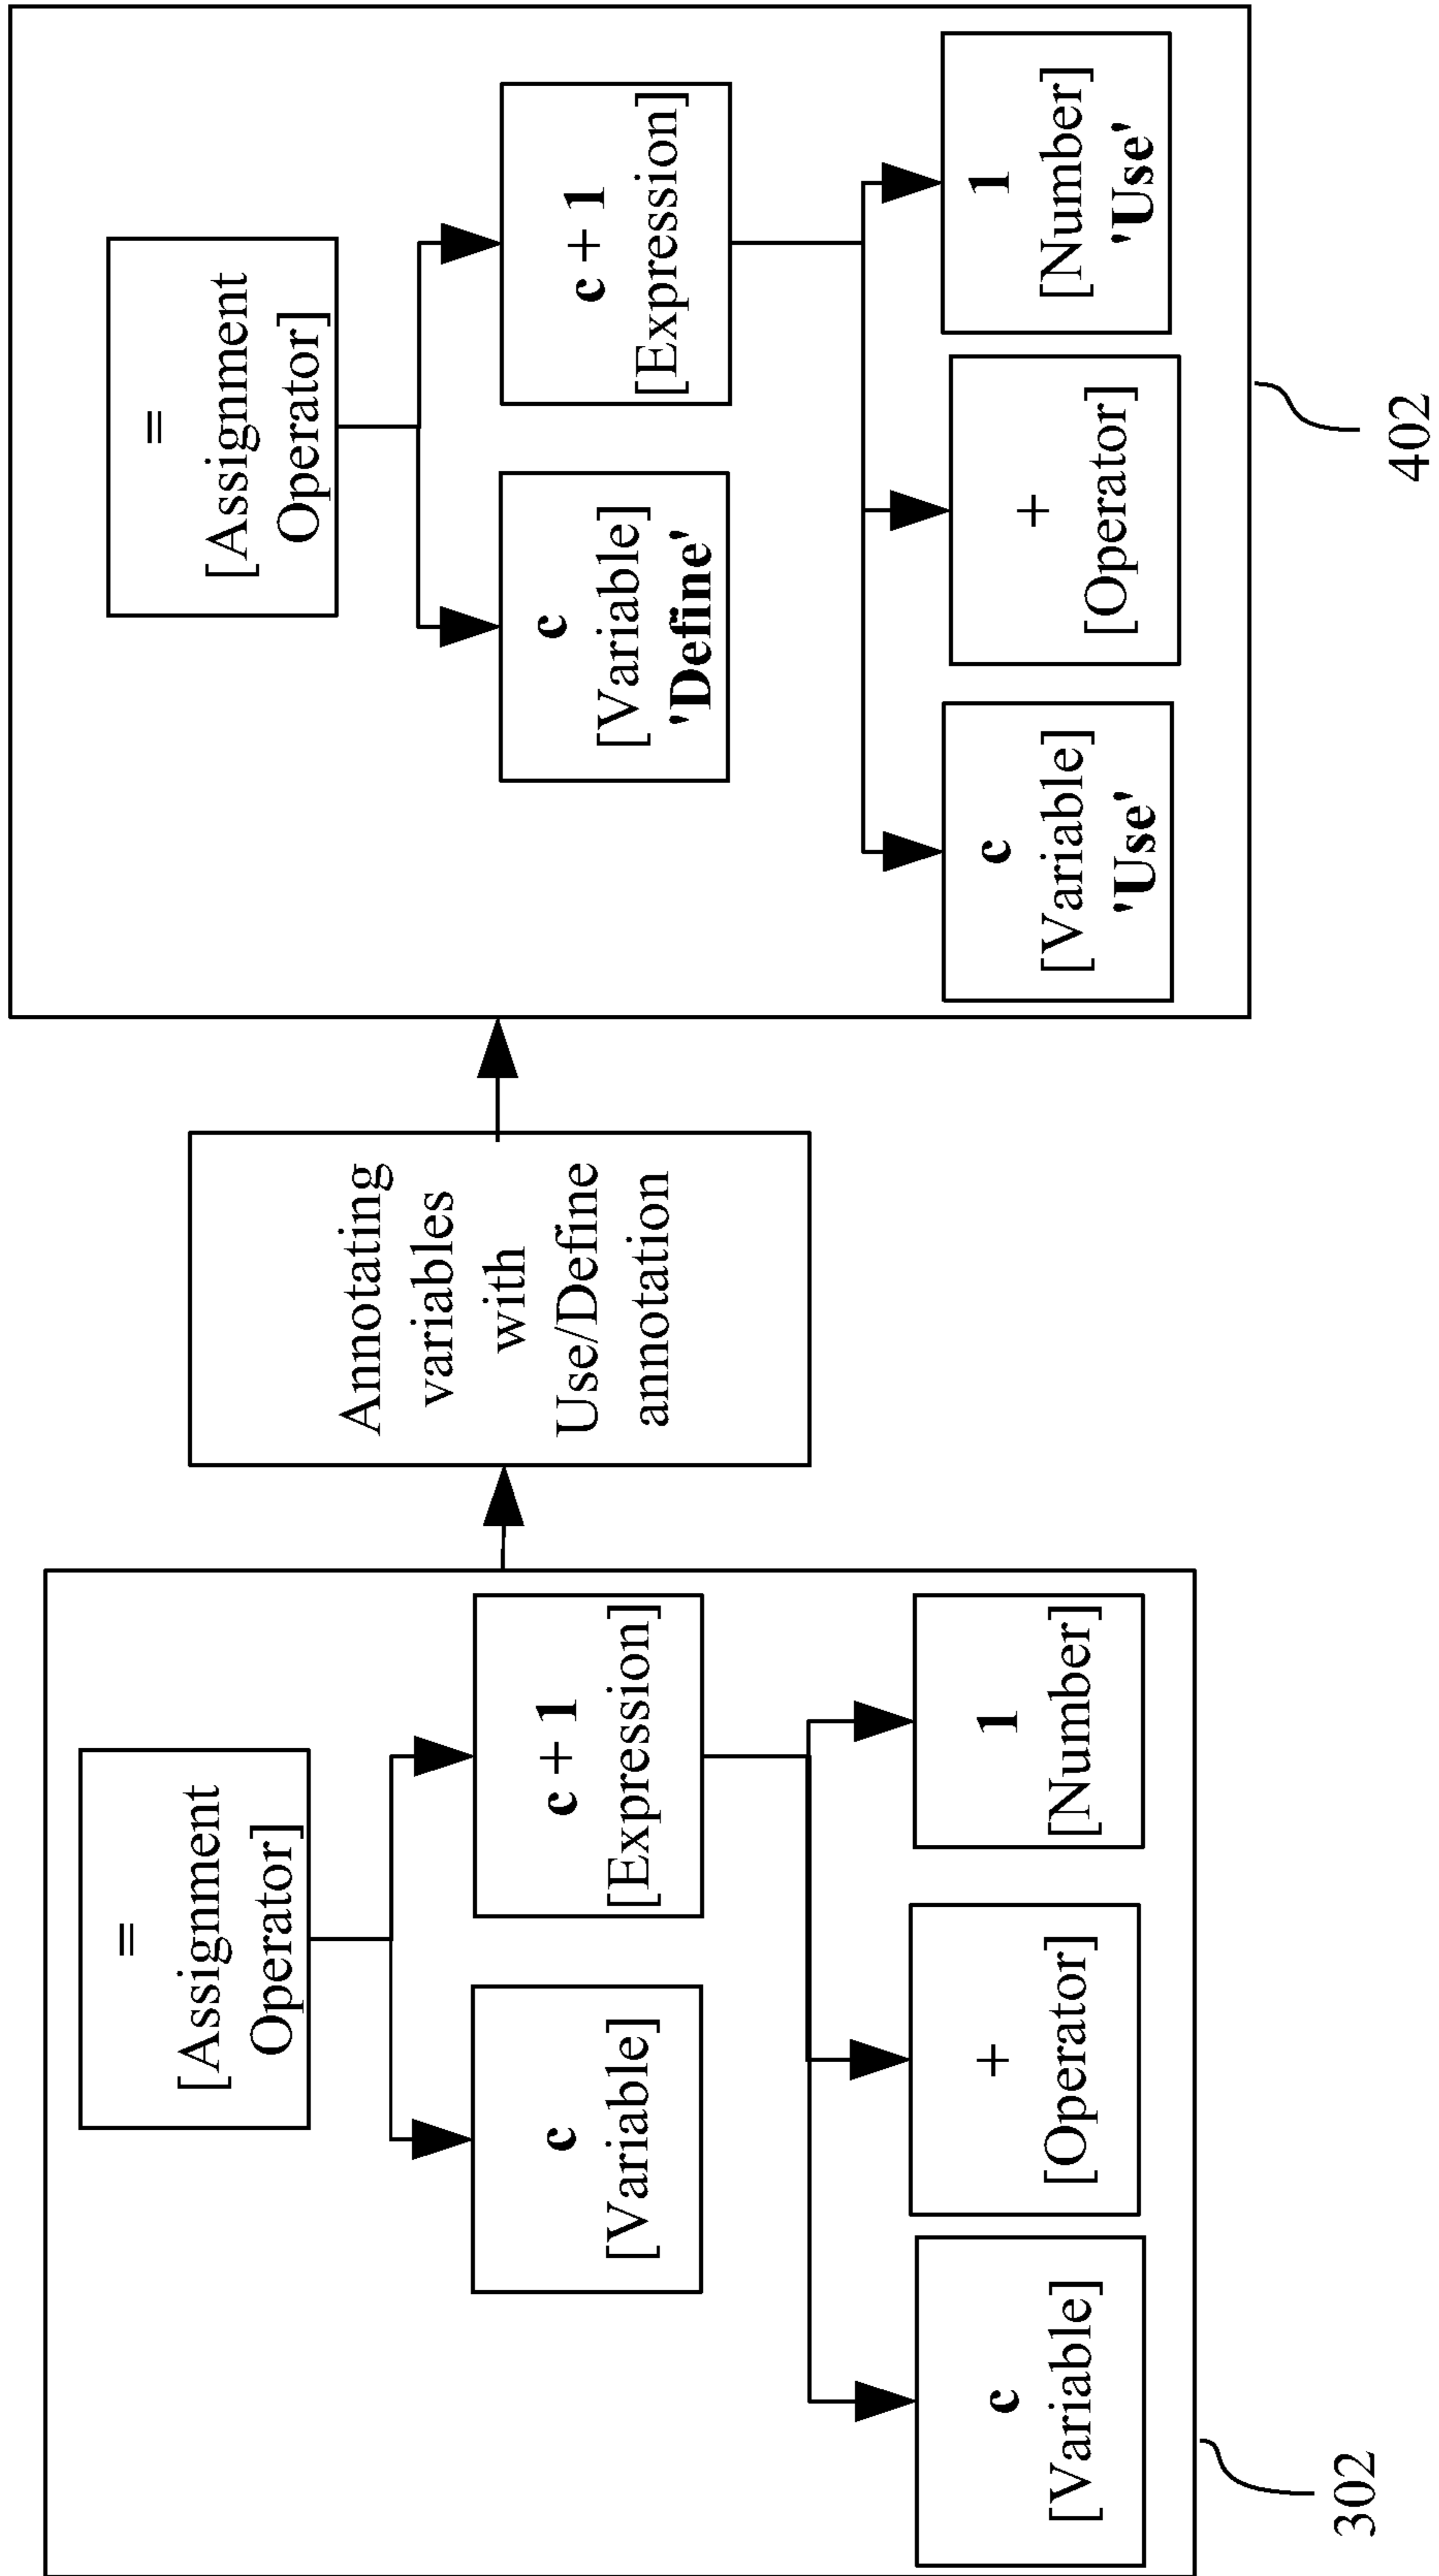 =
[Assignment
Operator]
c
[Variable]
c + 1
[Expression]
c
[Variable]
+
[Operator]
1
[Number]
302
Annotating
variables
with
Use/Define
annotation
=
[Assignment
Operator]
c
[Variable]
'Define'
c + 1
[Expression]
c
[Variable]
'Use'
+
[Operator]
1
[Number]
'Use'
402